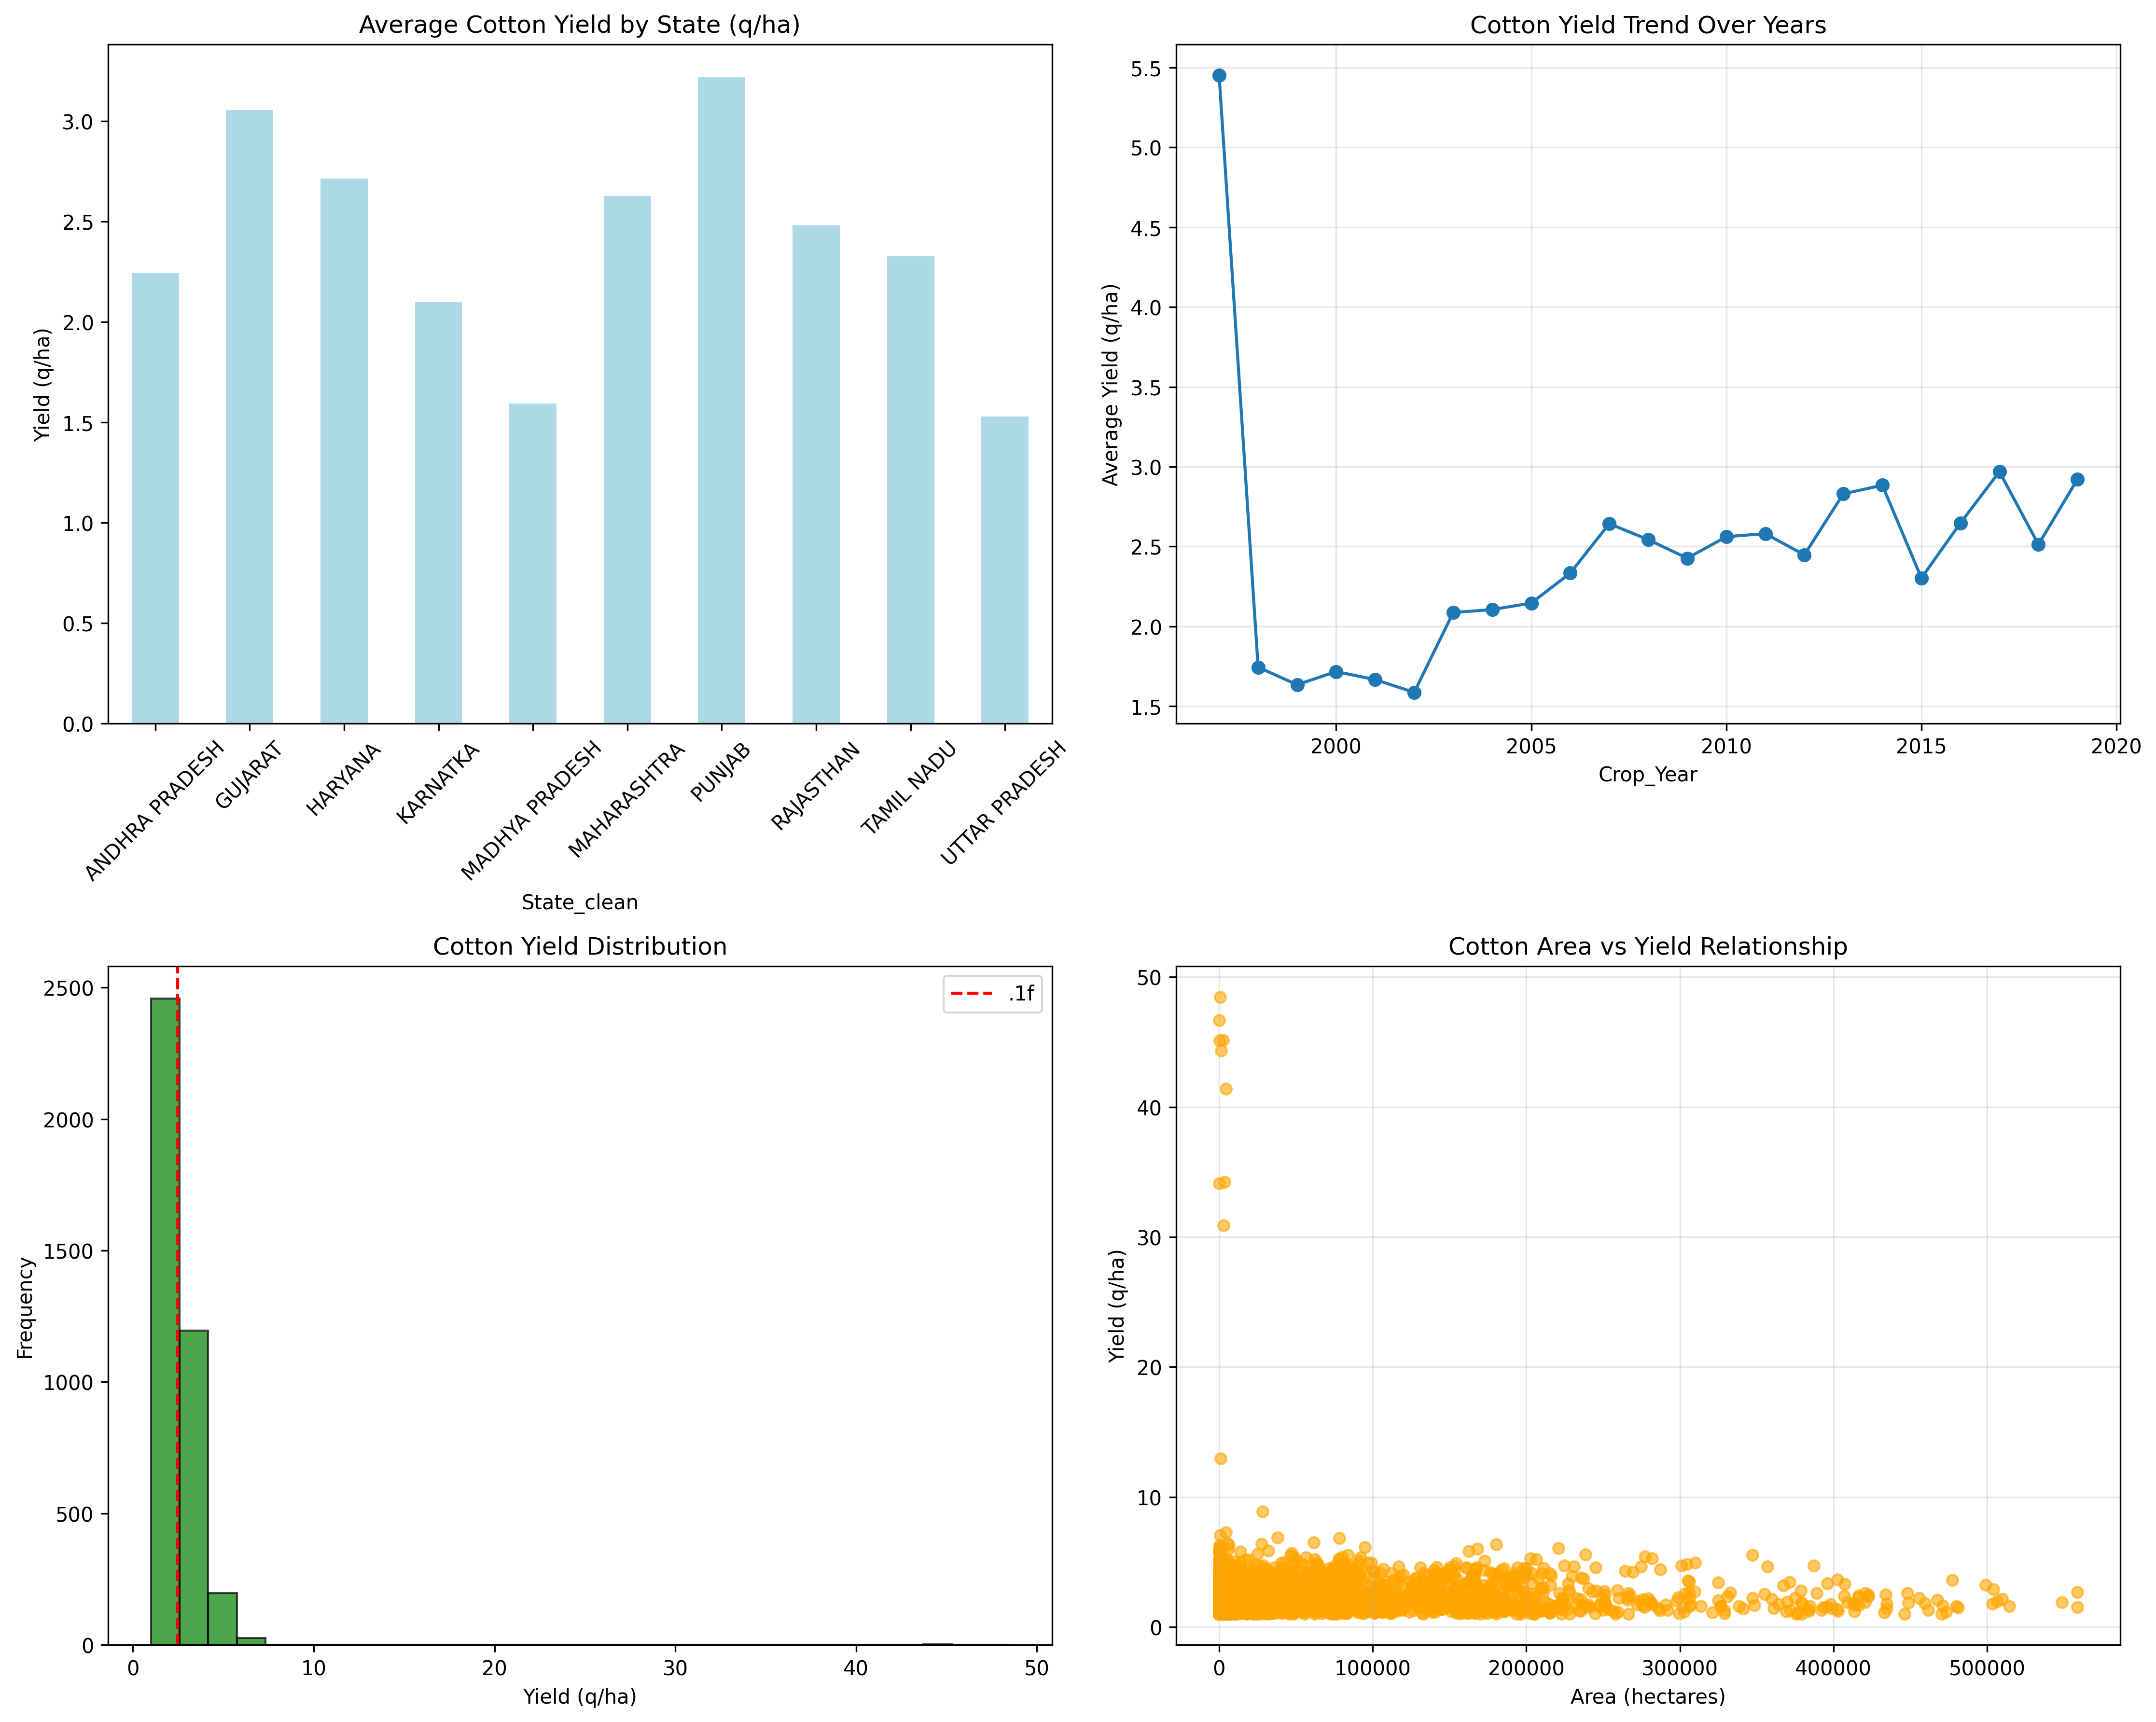 Average Cotton Yield by State (q/ha)
Yield (q/ha)
3.0
2.5
2.0
1.5
1.0
0.5
0.0
ANDHRA PRADESH
GUJARAT
HARYANA
KARNATKA
MADHYA PRADESH
MAHARASHTRA
PUNJAB
RAJASTHAN
TAMIL NADU
UTTAR PRADESH
State_clean
Cotton Yield Trend Over Years
Average Yield (q/ha)
5.5
5.0
4.5
4.0
3.5
3.0
2.5
2.0
1.5
2000
2005
2010
2015
2020
Crop_Year
Cotton Yield Distribution
Frequency
2500
2000
1500
1000
500
0
.1f
0
10
20
30
40
50
Yield (q/ha)
Cotton Area vs Yield Relationship
Yield (q/ha)
50
40
30
20
10
0
0
100000
200000
300000
400000
500000
Area (hectares)